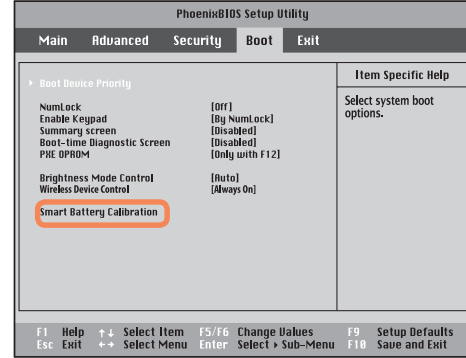 PhoenixBIOS Setup Utility
Main Advanced Security Boot Exit
Item Specific Help
▸ Boot Device Priority
Select system boot
options.
NumLock [Off]
Enable Keypad [By NumLock]
Summary screen [Disabled]
Boot-time Diagnostic Screen [Disabled]
PXE OPROM [Only with F12]
Brightness Mode Control [Auto]
Wireless Device Control [Always On]
Smart Battery Calibration
F1 Help ↑↓ Select Item F5/F6 Change Values F9 Setup Defaults
Esc Exit ←→ Select Menu Enter Select ▸ Sub-Menu F10 Save and Exit